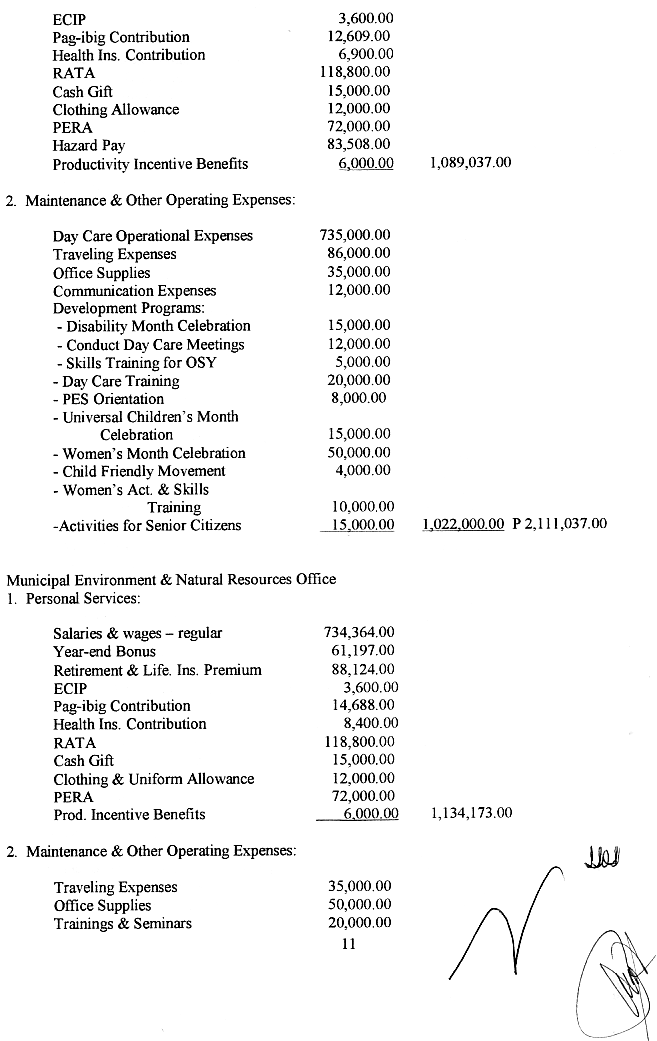 ECIP 3,600.00
Pag-ibig Contribution 12,609.00
Health Ins. Contribution 6,900.00
RATA 118,800.00
Cash Gift 15,000.00
Clothing Allowance 12,000.00
PERA 72,000.00
Hazard Pay 83,508.00
Productivity Incentive Benefits 6,000.00 1,089,037.00
2. Maintenance & Other Operating Expenses:
Day Care Operational Expenses 735,000.00
Traveling Expenses 86,000.00
Office Supplies 35,000.00
Communication Expenses 12,000.00
Development Programs:
- Disability Month Celebration 15,000.00
- Conduct Day Care Meetings 12,000.00
- Skills Training for OSY 5,000.00
- Day Care Training 20,000.00
- PES Orientation 8,000.00
- Universal Children's Month
Celebration 15,000.00
- Women's Month Celebration 50,000.00
- Child Friendly Movement 4,000.00
- Women's Act. & Skills
Training 10,000.00
-Activities for Senior Citizens 15,000.00 1,022,000.00 P 2,111,037.00
Municipal Environment & Natural Resources Office
1. Personal Services:
Salaries & wages – regular 734,364.00
Year-end Bonus 61,197.00
Retirement & Life. Ins. Premium 88,124.00
ECIP 3,600.00
Pag-ibig Contribution 14,688.00
Health Ins. Contribution 8,400.00
RATA 118,800.00
Cash Gift 15,000.00
Clothing & Uniform Allowance 12,000.00
PERA 72,000.00
Prod. Incentive Benefits 6,000.00 1,134,173.00
2. Maintenance & Other Operating Expenses:
Traveling Expenses 35,000.00
Office Supplies 50,000.00
Trainings & Seminars 20,000.00
11